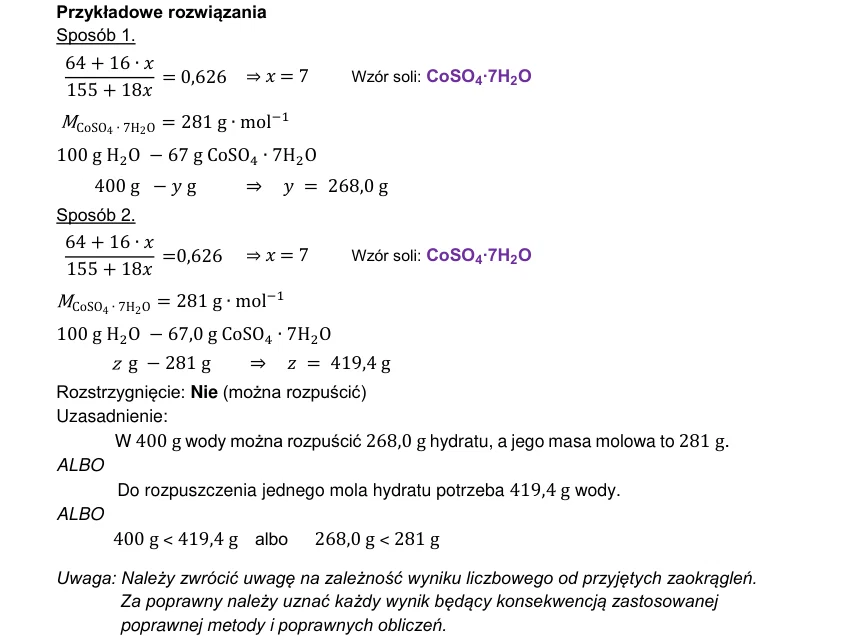 Przykładowe rozwiązania
Sposób 1.
(64 + 16 · x)/(155 + 18x) = 0,626 ⇒ x = 7 Wzór soli: CoSO₄·7H₂O
M_CoSO₄ · 7H₂O = 281 g · mol⁻¹
100 g H₂O − 67 g CoSO₄ · 7H₂O
400 g − y g ⇒ y = 268,0 g
Sposób 2.
(64 + 16 · x)/(155 + 18x) =0,626 ⇒ x = 7 Wzór soli: CoSO₄·7H₂O
M_CoSO₄ · 7H₂O = 281 g · mol⁻¹
100 g H₂O − 67,0 g CoSO₄ · 7H₂O
z g − 281 g ⇒ z = 419,4 g
Rozstrzygnięcie: Nie (można rozpuścić)
Uzasadnienie:
W 400 g wody można rozpuścić 268,0 g hydratu, a jego masa molowa to 281 g.
ALBO
Do rozpuszczenia jednego mola hydratu potrzeba 419,4 g wody.
ALBO
400 g < 419,4 g albo 268,0 g < 281 g
Uwaga: Należy zwrócić uwagę na zależność wyniku liczbowego od przyjętych zaokrągleń.
Za poprawny należy uznać każdy wynik będący konsekwencją zastosowanej
poprawnej metody i poprawnych obliczeń.